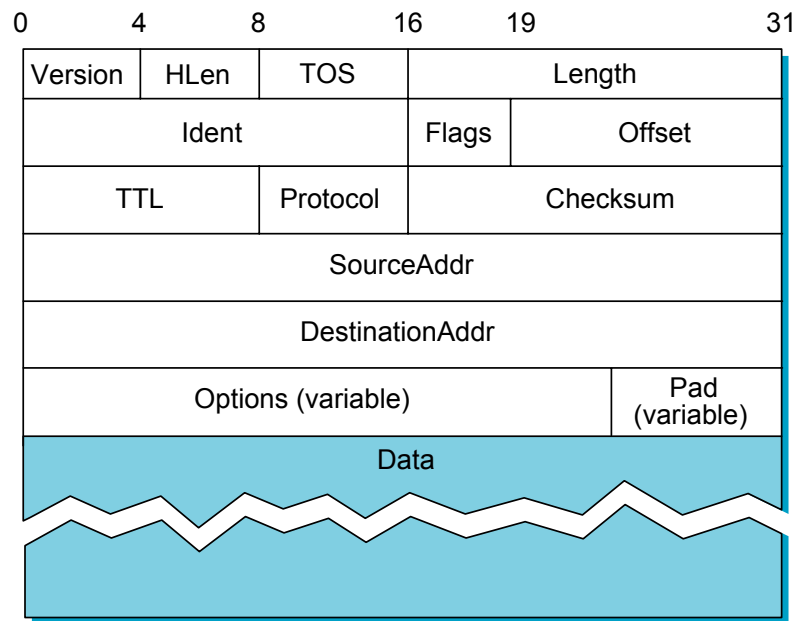 0 4 8 16 19 31
Version HLen TOS Length
Ident Flags Offset
TTL Protocol Checksum
SourceAddr
DestinationAddr
Options (variable) Pad
(variable)
Data